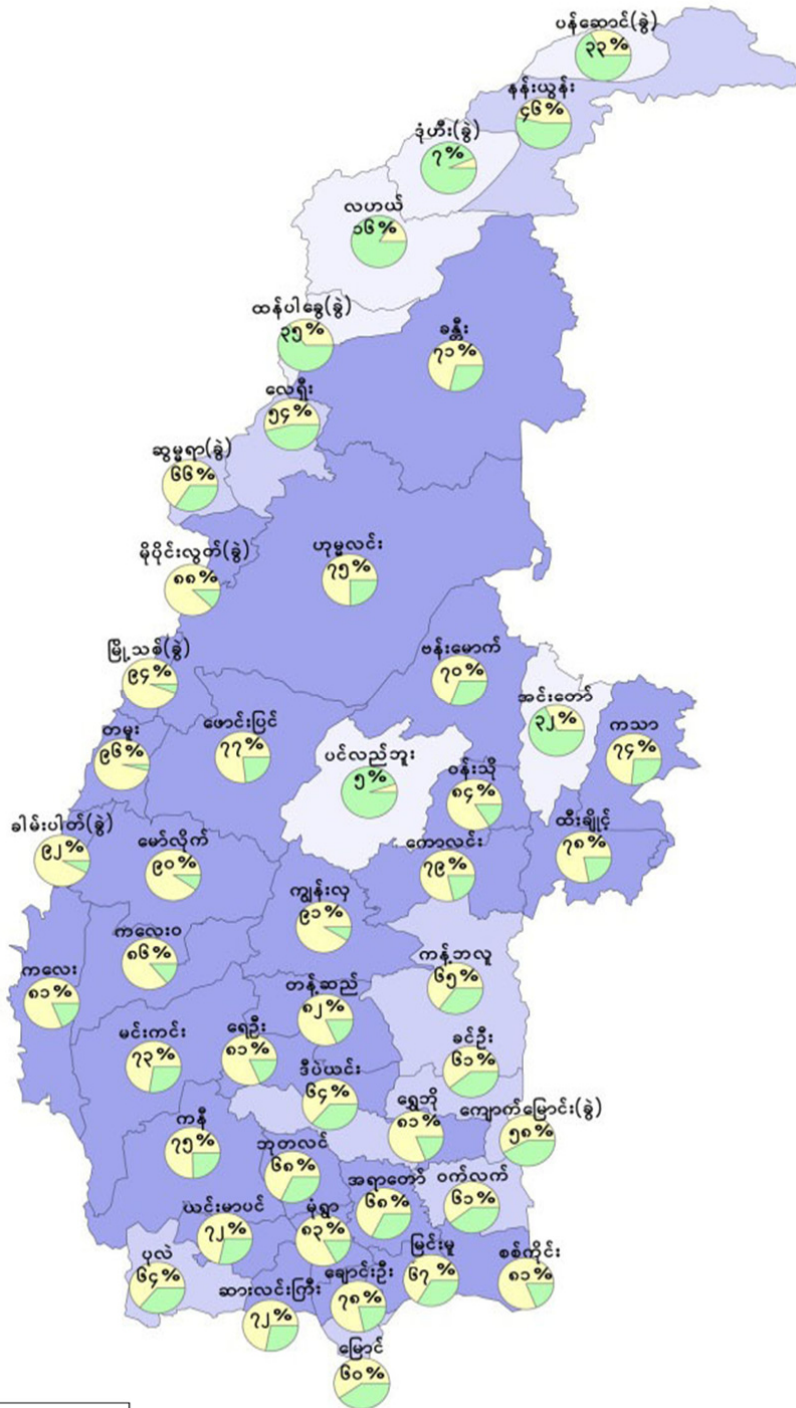 ပန်ဆောင်(ခွဲ)
၃၃%
နန်းယွန်း
၄၆%
ဒုံဟီး(ခွဲ)
၇%
လဟယ်
၁၆%
ထန်ပါခွေ(ခွဲ)
၃၅%
ခန္တီး
၇၁%
လေရှီး
၅၄%
ဆွမ္မရာ(ခွဲ)
၆၆%
မိုပိုင်းလွတ်(ခွဲ)
၈၈%
ဟုမ္မလင်း
၇၅%
မြို့သစ်(ခွဲ)
၉၄%
ဗန်းမောက်
၇၀%
အင်းတော်
၃၂%
ကသာ
၇၄%
တမူး
၉၆%
ဖောင်းပြင်
၇၇%
ပင်လည်ဘူး
၅%
ဝန်းသို
၈၄%
ထီးချိုင့်
၇၈%
ခါမ်းပါတ်(ခွဲ)
၉၂%
မော်လိုက်
၉၀%
ကောလင်း
၇၉%
ကျွန်းလှ
၉၁%
ကလေးဝ
၈၆%
ကန့်ဘလူ
၆၅%
ကလေး
၈၁%
တန့်ဆည်
၈၂%
မင်းကင်း
၇၃%
ရေဦး
၈၁%
ခင်ဦး
၆၁%
ဒီပဲယင်း
၆၄%
ရွှေဘို
၈၁%
ကျောက်မြောင်း(ခွဲ)
၅၈%
ကနီ
၇၅%
ဘုတလင်
၆၈%
အရာတော်
၆၈%
ဝက်လက်
၆၁%
ယင်းမာပင်
၇၂%
မုံရွာ
၈၃%
မြင်းမူ
၆၇%
စစ်ကိုင်း
၈၁%
ပုလဲ
၆၄%
ဆားလင်းကြီး
၇၂%
ချောင်းဦး
၇၈%
မြောင်
၆၀%